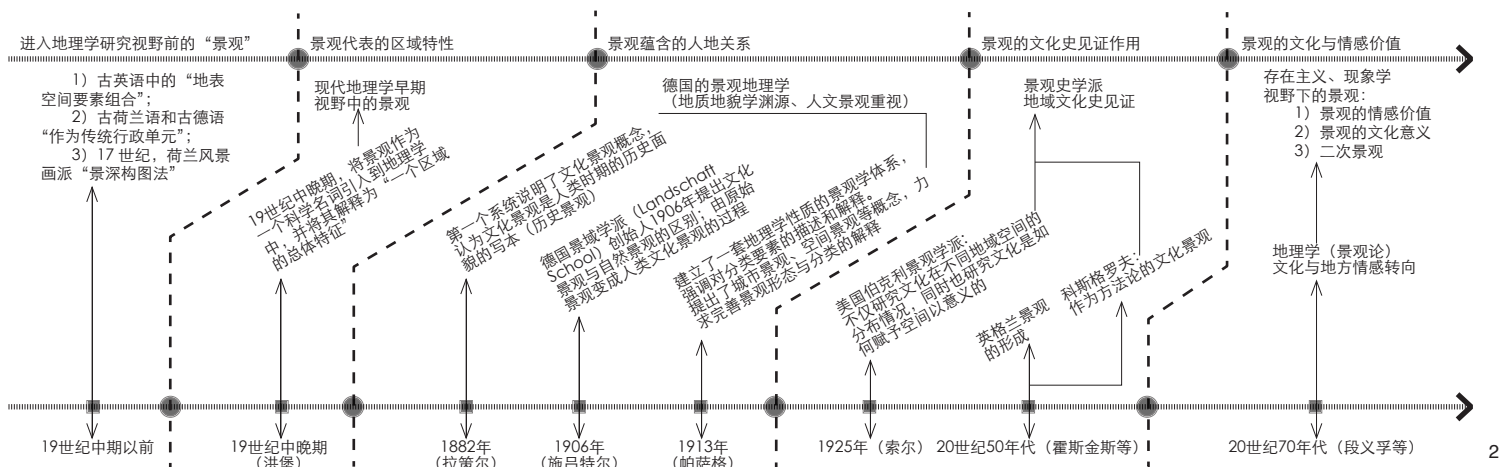 进入地理学研究视野前的“景观”
景观代表的区域特性
景观蕴含的人地关系
景观的文化史见证作用
景观的文化与情感价值
1）古英语中的“地表
空间要素组合”；
2）古荷兰语和古德语
“作为传统行政单元”；
3）17 世纪，荷兰风景
画派“景深构图法”
现代地理学早期
视野中的景观
19世纪中晚期，将景观作为
一个科学名词引入到地理学
中，并将其解释为“一个区域
的总体特征”
第一个系统说明了文化景观概念，
认为文化景观是人类时期的历史面
貌的写本（历史景观）
德国景域学派（Landschaft
School）创始人1906年提出文化
景观与自然景观的区别；由原始
景观变成人类文化景观的过程
德国的景观地理学
（地质地貌学渊源、人文景观重视）
建立了一套地理学性质的景观学体系，
强调对分类要素的描述和解释。
提出了城市景观、空间景观等概念，力
求完善景观形态与分类的解释
美国伯克利景观学派：
不仅研究文化在不同地域空间的
分布情况，同时也研究文化是如
何赋予空间以意义的
景观史学派
地域文化史见证
英格兰景观
的形成
科斯格罗夫：
作为方法论的文化景观
存在主义、现象学
视野下的景观：
1）景观的情感价值
2）景观的文化意义
3）二次景观
地理学（景观论）
文化与地方情感转向
19世纪中期以前
19世纪中晚期
（洪堡）
1882年
（拉策尔）
1906年
（施吕特尔）
1913年
（帕萨格）
1925年（索尔）
20世纪50年代（霍斯金斯等）
20世纪70年代（段义孚等）
2